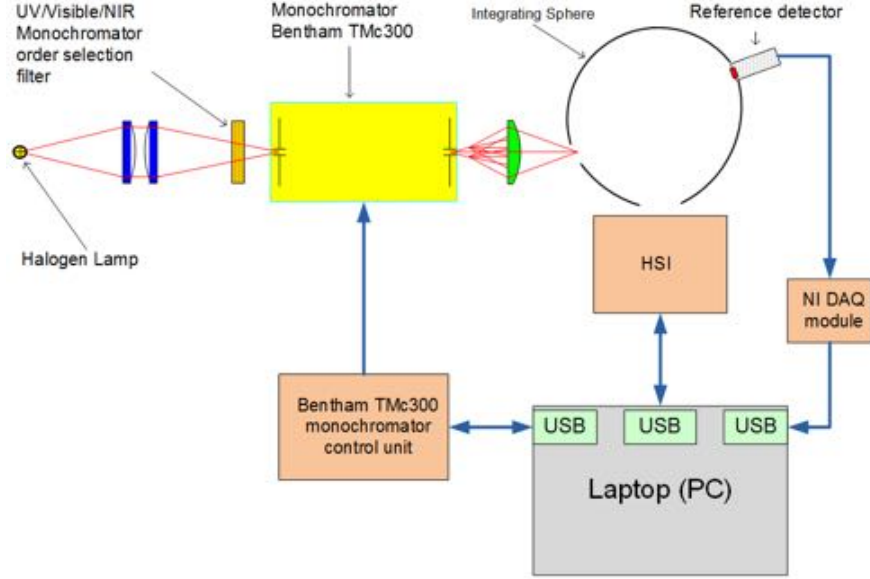 UV/Visible/NIR
Monochromator
order selection
filter
Monochromator
Bentham TMc300
Integrating Sphere
Reference detector
Halogen Lamp
HSI
NI DAQ
module
Bentham TMc300
monochromator
control unit
USB
USB
USB
Laptop (PC)